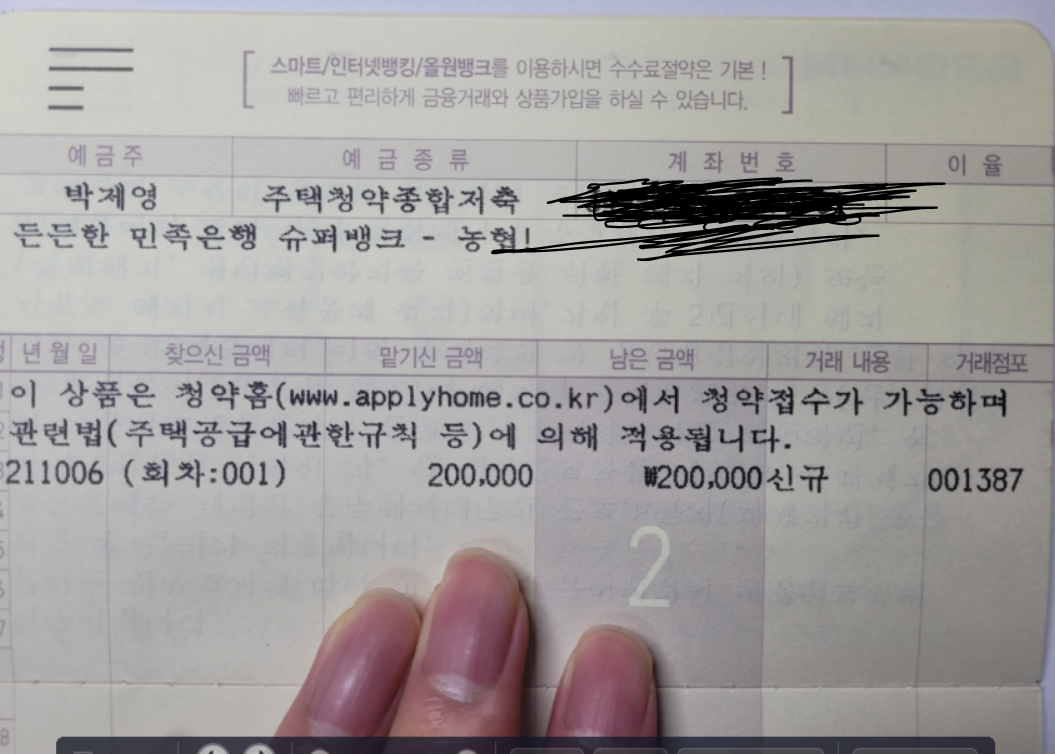 스마트/인터넷뱅킹/올원뱅크를 이용하시면 수수료절약은 기본 !
빠르고 편리하게 금융거래와 상품가입을 하실 수 있습니다.
예금주 예금종류 계좌번호 이율
박제영 주택청약종합저축
든든한 민족은행 슈퍼뱅크 - 농협!
년월일 찾으신 금액 맡기신 금액 남은 금액 거래 내용 거래점포
이 상품은 청약홈(www.applyhome.co.kr)에서 청약접수가 가능하며
관련법(주택공급에관한규칙 등)에 의해 적용됩니다.
211006 (회차:001) 200,000 ₩200,000 신규 001387
2